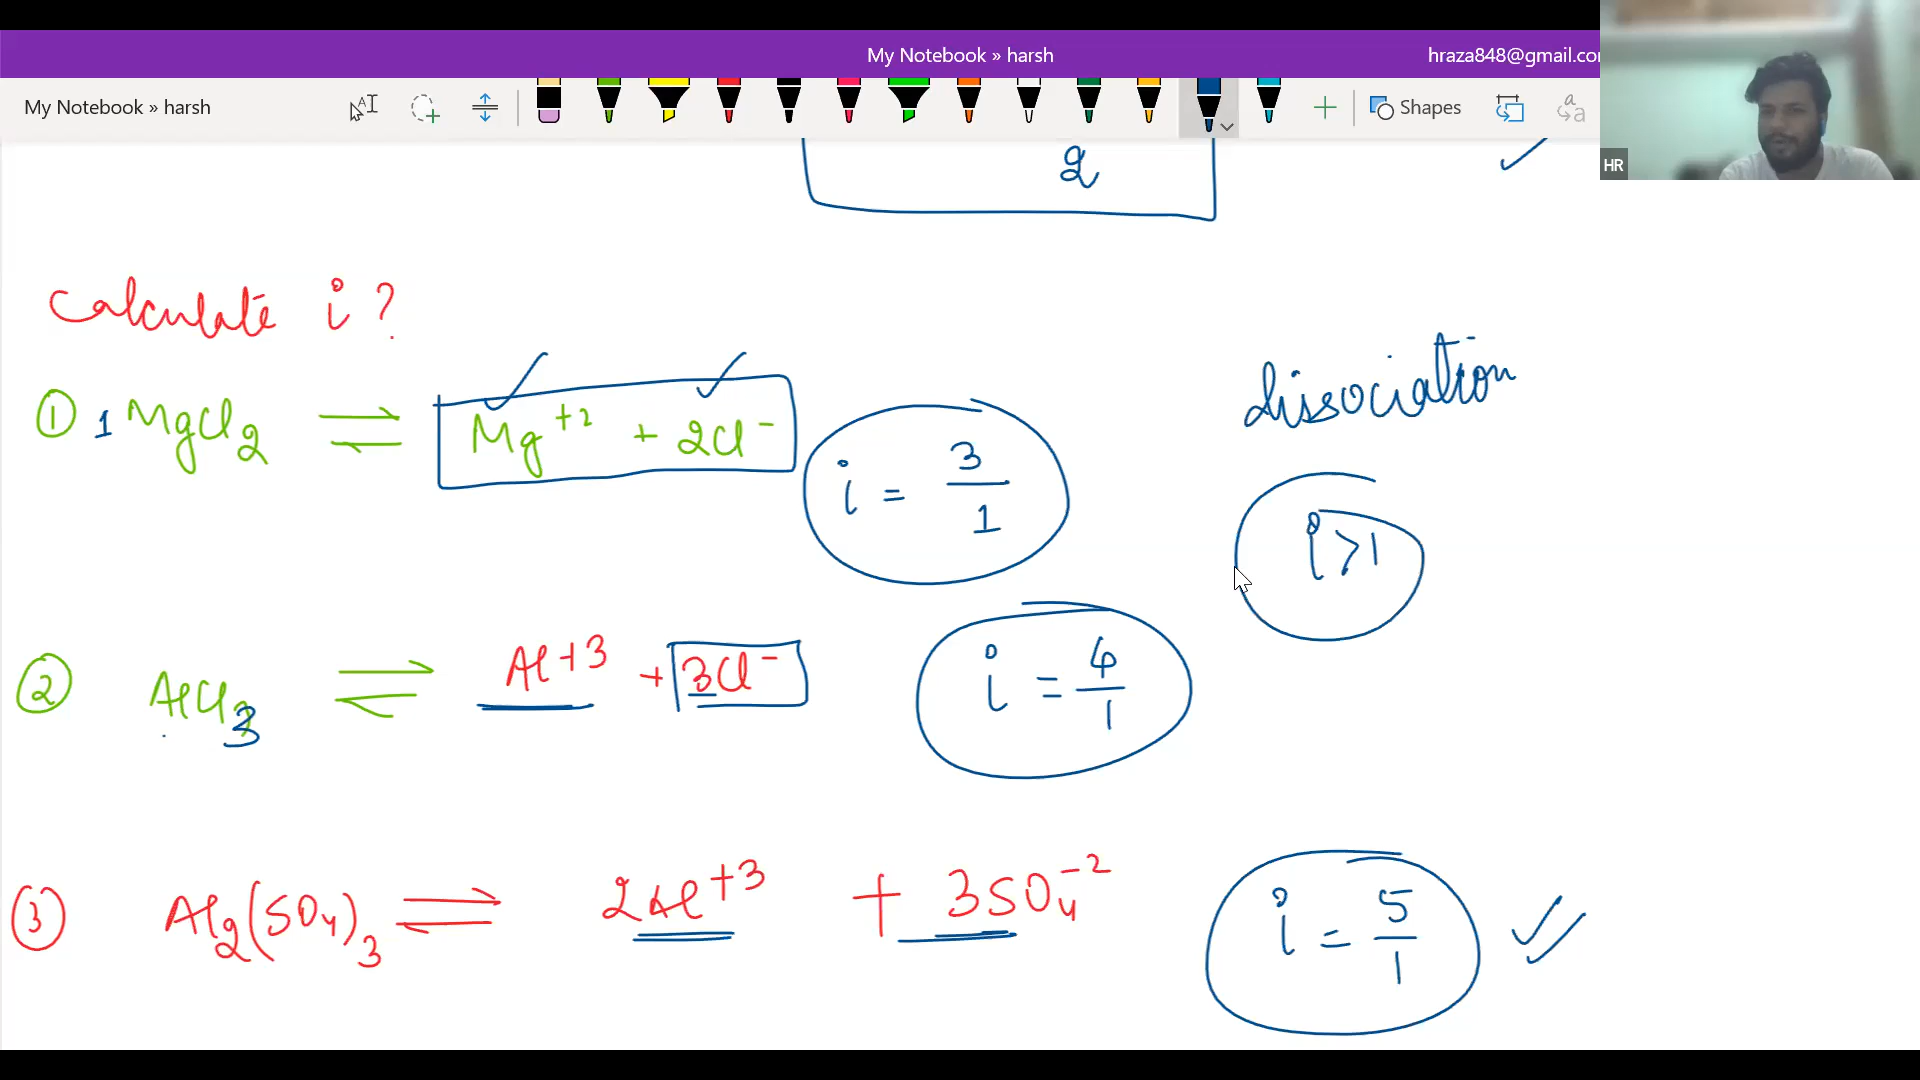 My Notebook » harsh
hraza848@gmail.co
My Notebook » harsh
Shapes
HR
2
Calculate i?
① 1 MgCl₂ ⇌ Mg⁺² + 2Cl⁻
i = 3/1
dissociation
i > 1
② AlCl₃ ⇌ Al⁺³ + 3Cl⁻
i = 4/1
③ Al₂(SO₄)₃ ⇌ 2Al⁺³ + 3SO₄⁻²
i = 5/1